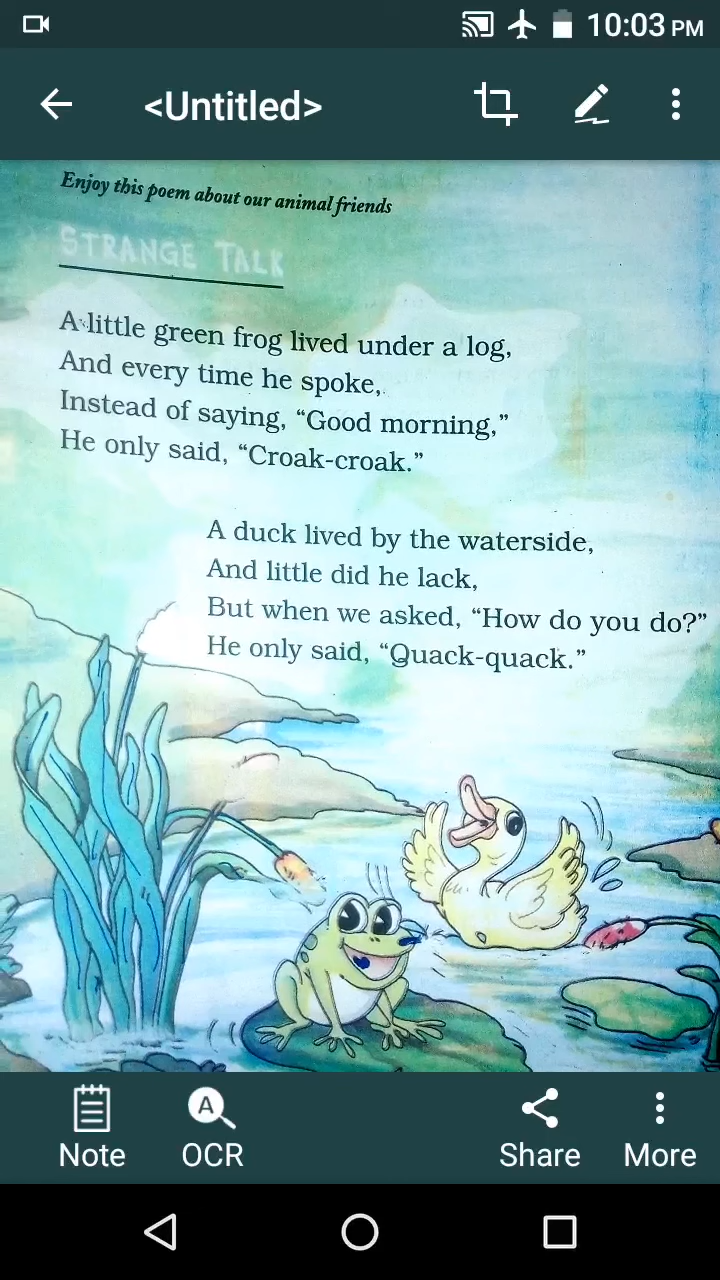 10:03 PM
<Untitled>
Enjoy this poem about our animal friends
STRANGE TALK
A little green frog lived under a log,
And every time he spoke,
Instead of saying, “Good morning,”
He only said, “Croak-croak.”
A duck lived by the waterside,
And little did he lack,
But when we asked, “How do you do?”
He only said, “Quack-quack.”
A
Note
OCR
Share
More